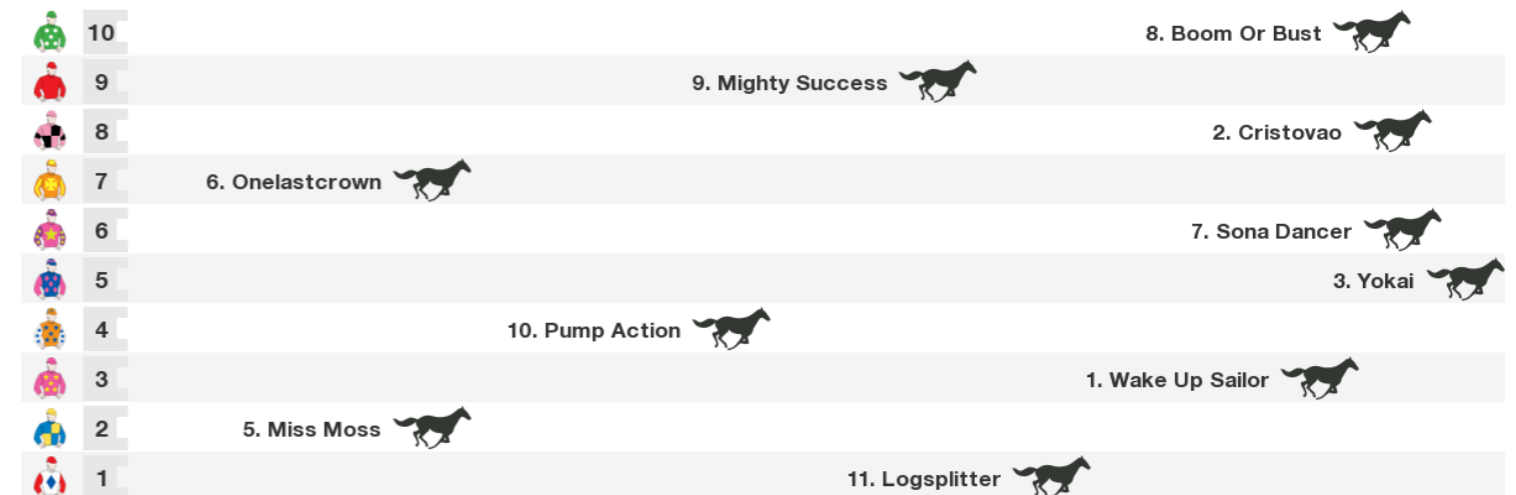 10 8. Boom Or Bust
9 9. Mighty Success
8 2. Cristovao
7 6. Onelastcrown
6 7. Sona Dancer
5 3. Yokai
4 10. Pump Action
3 1. Wake Up Sailor
2 5. Miss Moss
1 11. Logsplitter